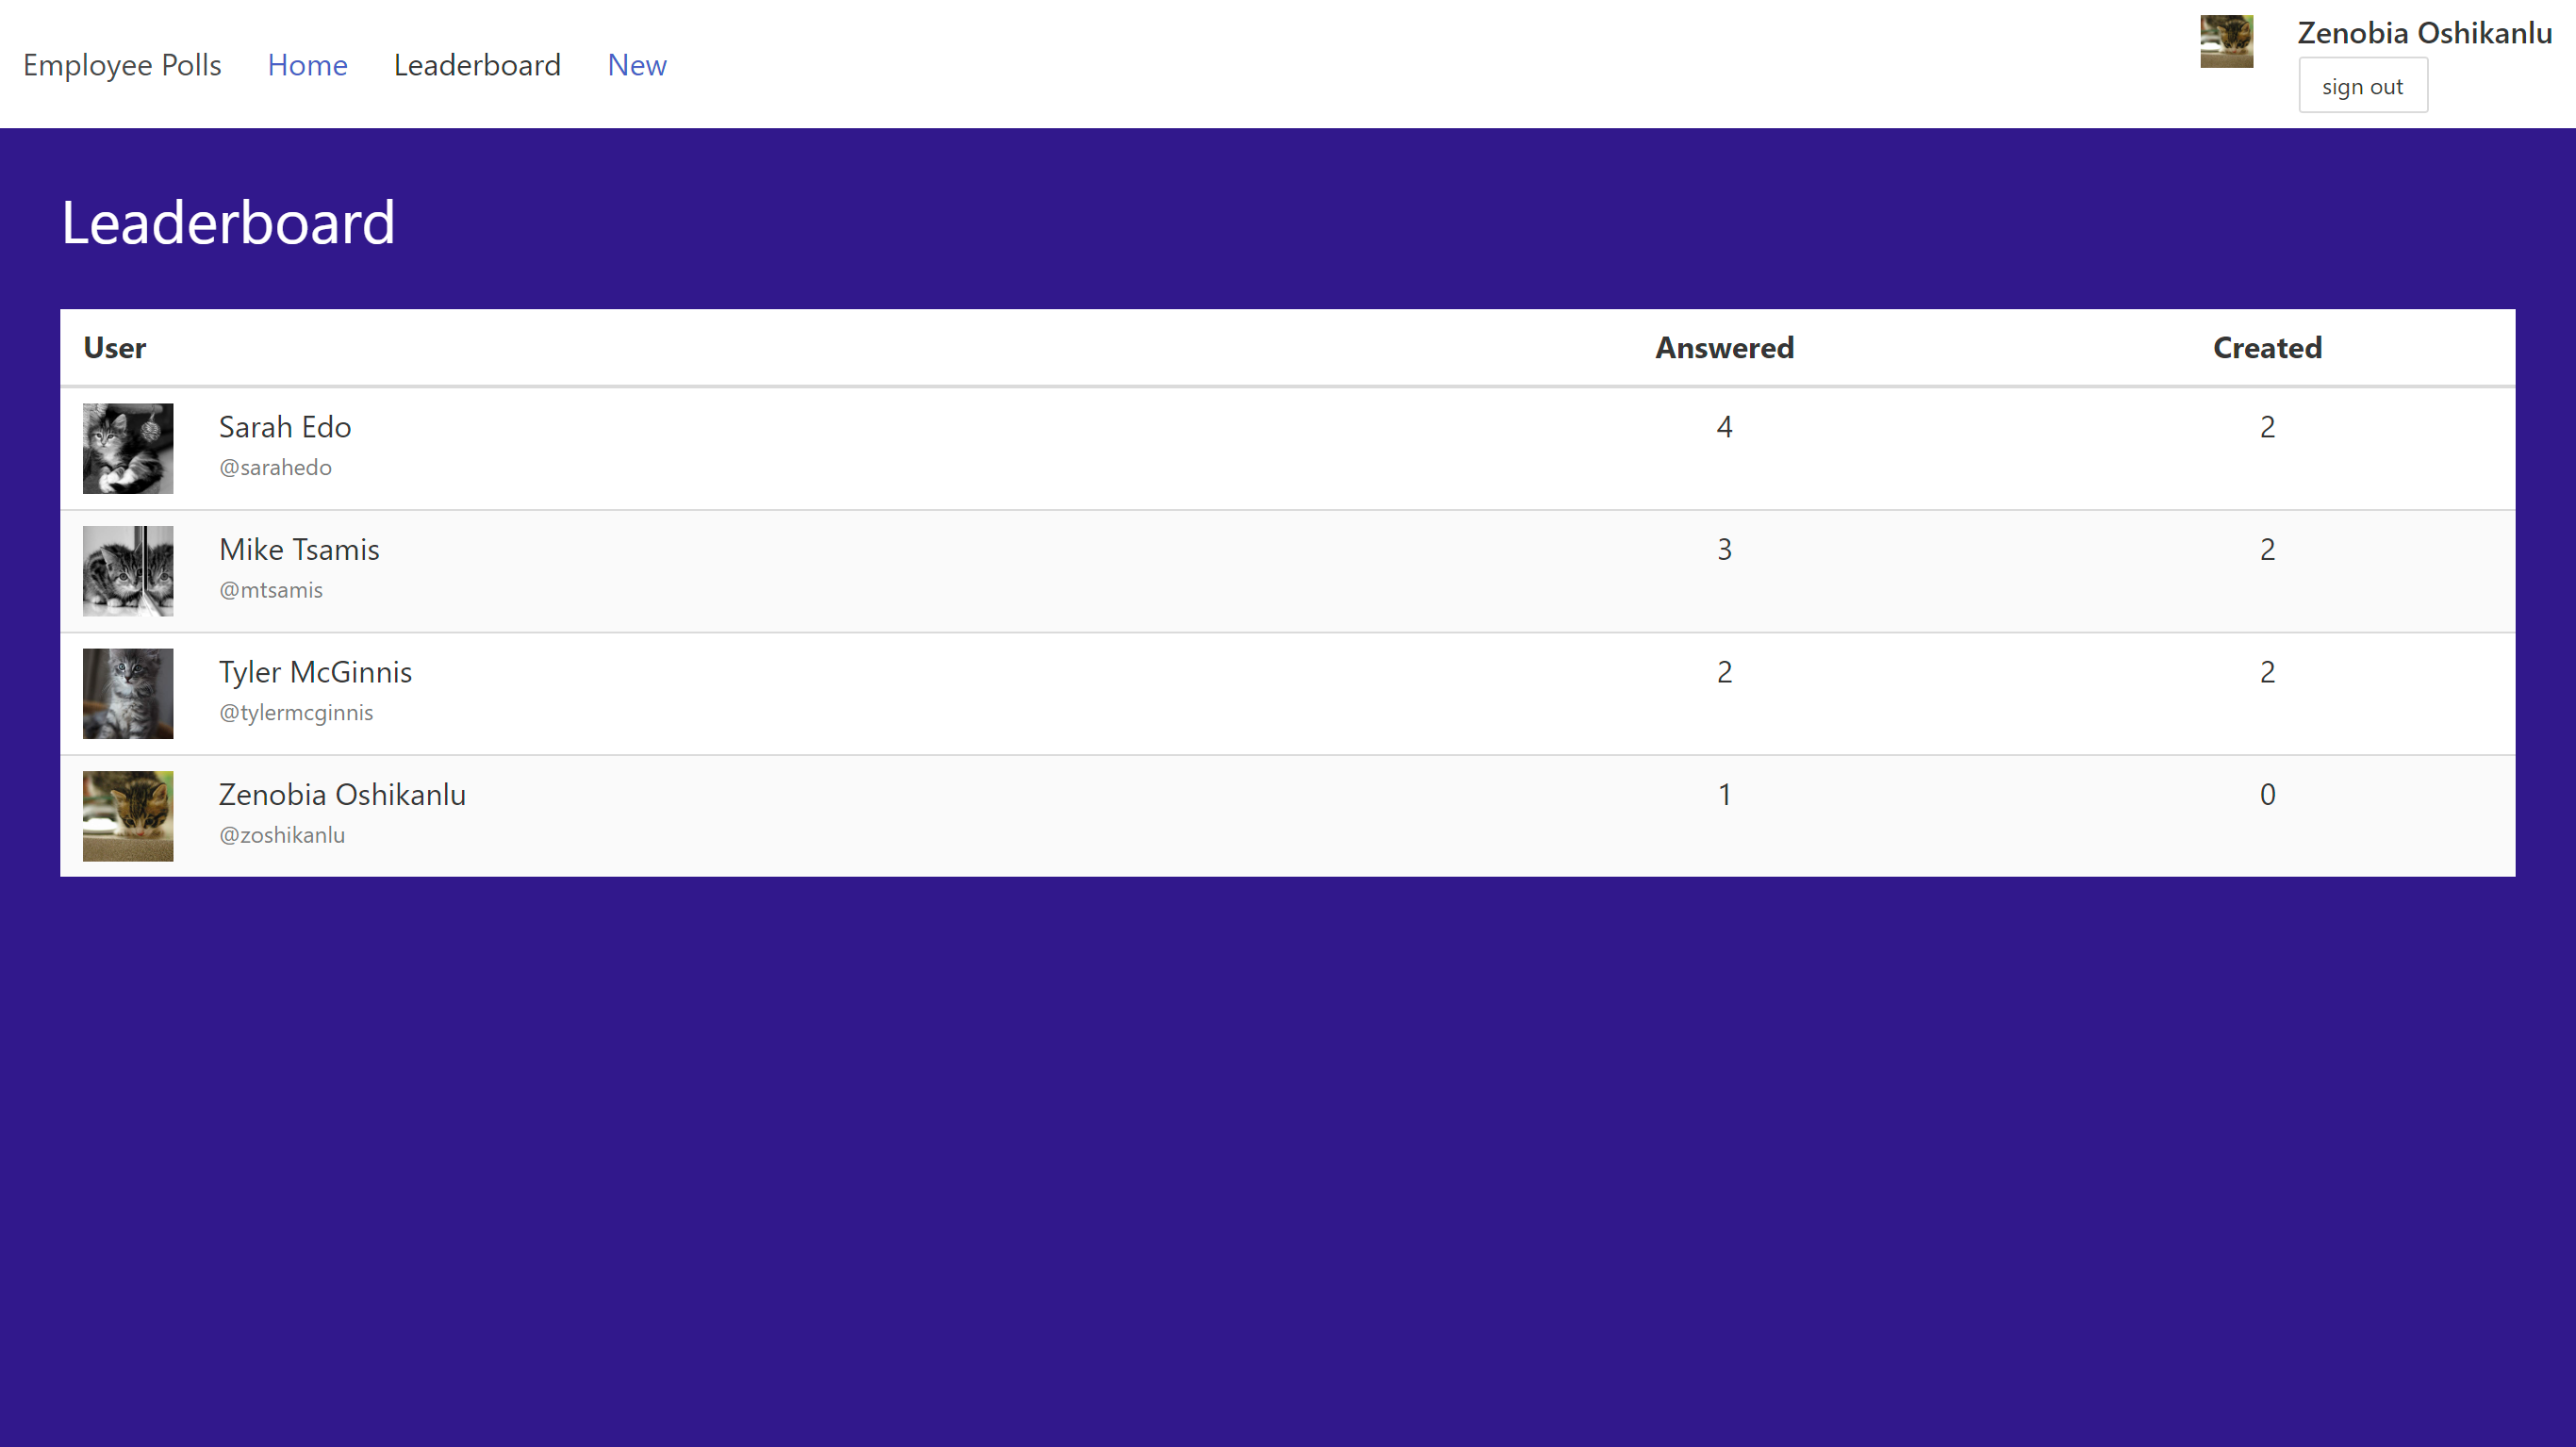 Employee Polls Home Leaderboard New
Zenobia Oshikanlu
sign out
Leaderboard
User Answered Created
Sarah Edo 4 2
@sarahedo
Mike Tsamis 3 2
@mtsamis
Tyler McGinnis 2 2
@tylermcginnis
Zenobia Oshikanlu 1 0
@zoshikanlu